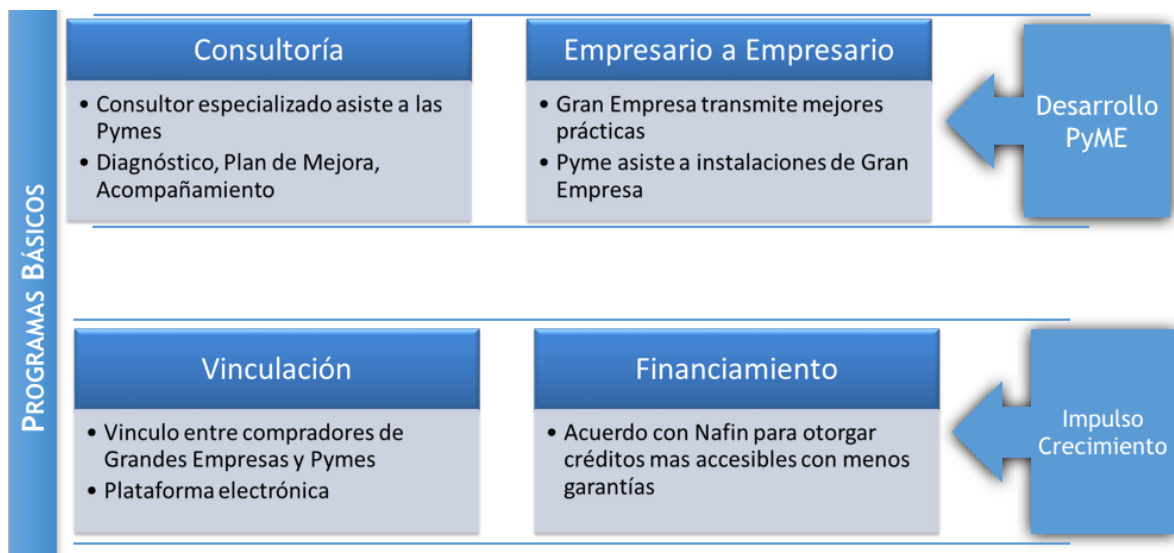 PROGRAMAS BÁSICOS
Consultoría
• Consultor especializado asiste a las
Pymes
• Diagnóstico, Plan de Mejora,
Acompañamiento
Empresario a Empresario
• Gran Empresa transmite mejores
prácticas
• Pyme asiste a instalaciones de Gran
Empresa
Desarrollo
PyME
Vinculación
• Vinculo entre compradores de
Grandes Empresas y Pymes
• Plataforma electrónica
Financiamiento
• Acuerdo con Nafin para otorgar
créditos mas accesibles con menos
garantías
Impulso
Crecimiento